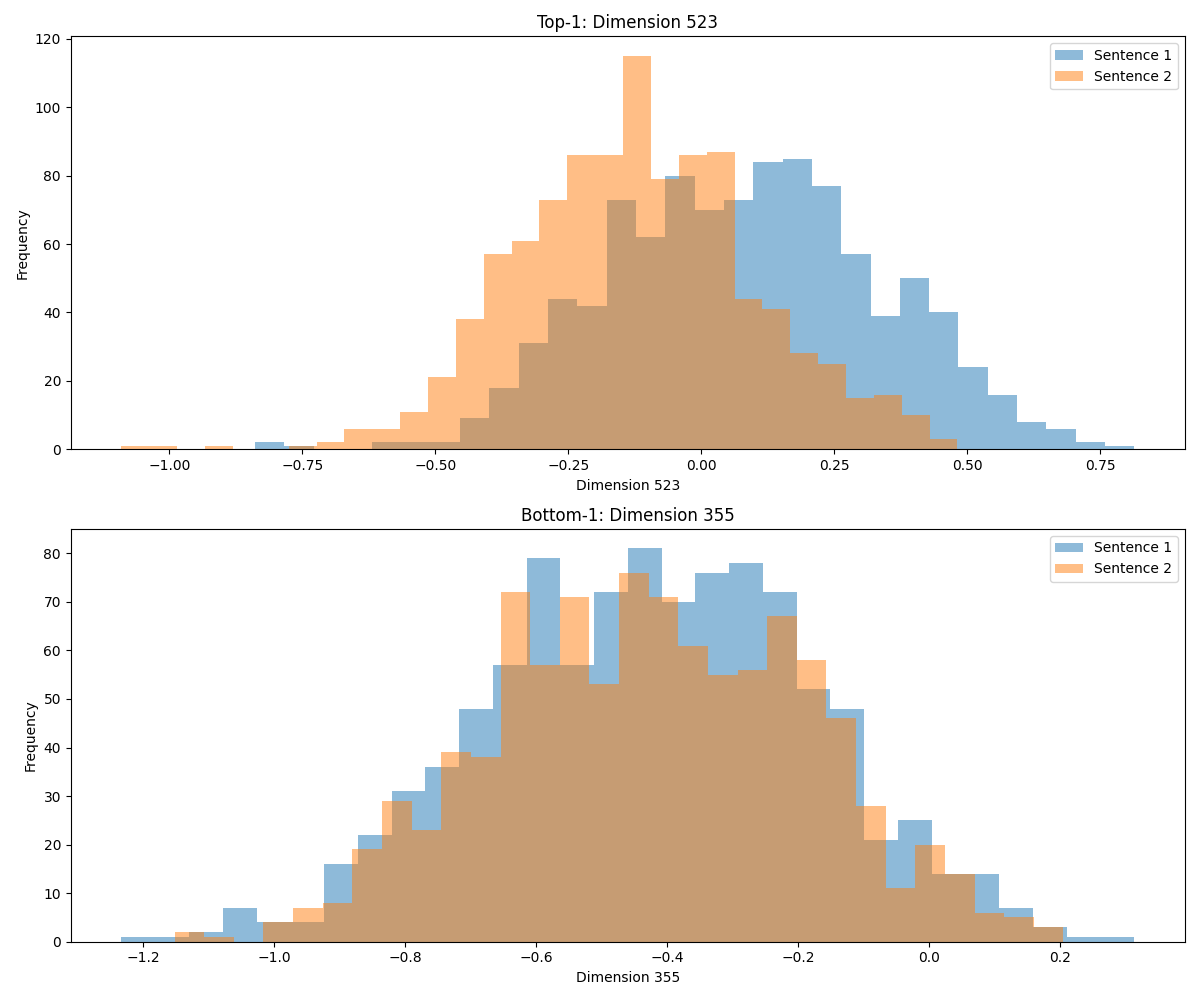 Top-1: Dimension 523
120
100
80
60
40
20
0
Frequency
Sentence 1
Sentence 2
−1.00 −0.75 −0.50 −0.25 0.00 0.25 0.50 0.75
Dimension 523
Bottom-1: Dimension 355
80
70
60
50
40
30
20
10
0
Frequency
Sentence 1
Sentence 2
−1.2 −1.0 −0.8 −0.6 −0.4 −0.2 0.0 0.2
Dimension 355